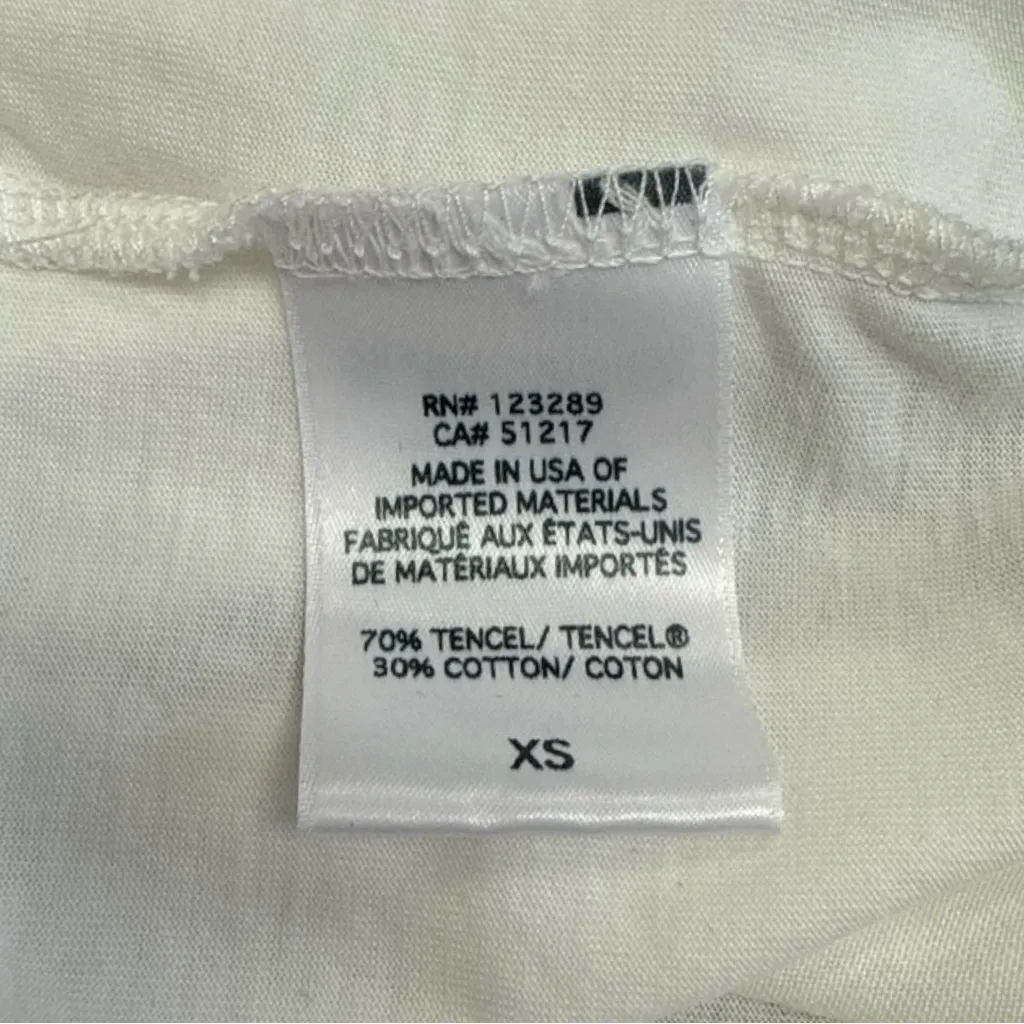 RN# 123289
CA# 51217
MADE IN USA OF
IMPORTED MATERIALS
FABRIQUÉ AUX ÉTATS-UNIS
DE MATÉRIAUX IMPORTÉS
70% TENCEL/ TENCEL®
30% COTTON/ COTON
XS